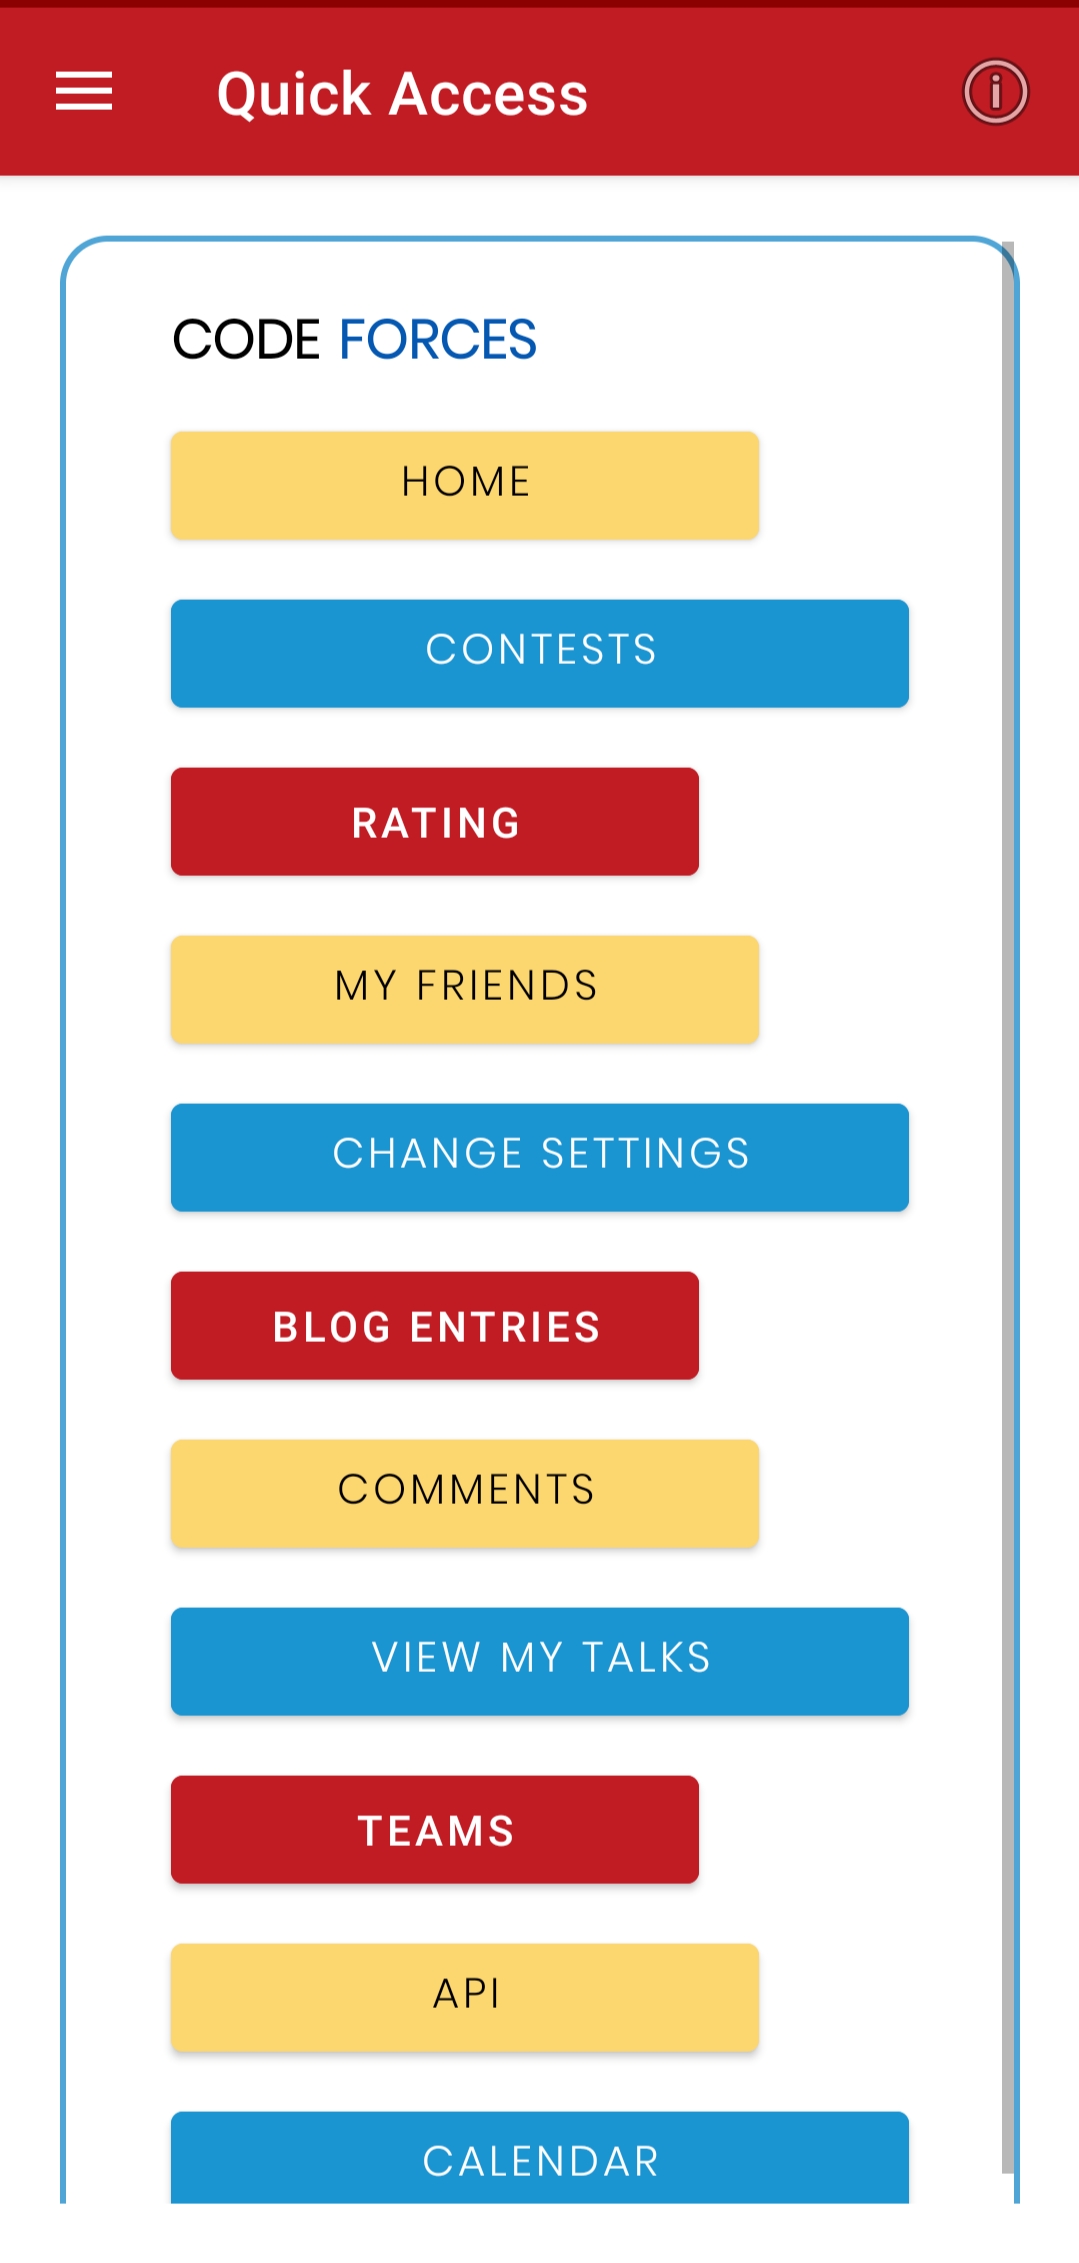 Quick Access
CODE FORCES
HOME
CONTESTS
RATING
MY FRIENDS
CHANGE SETTINGS
BLOG ENTRIES
COMMENTS
VIEW MY TALKS
TEAMS
API
CALENDAR